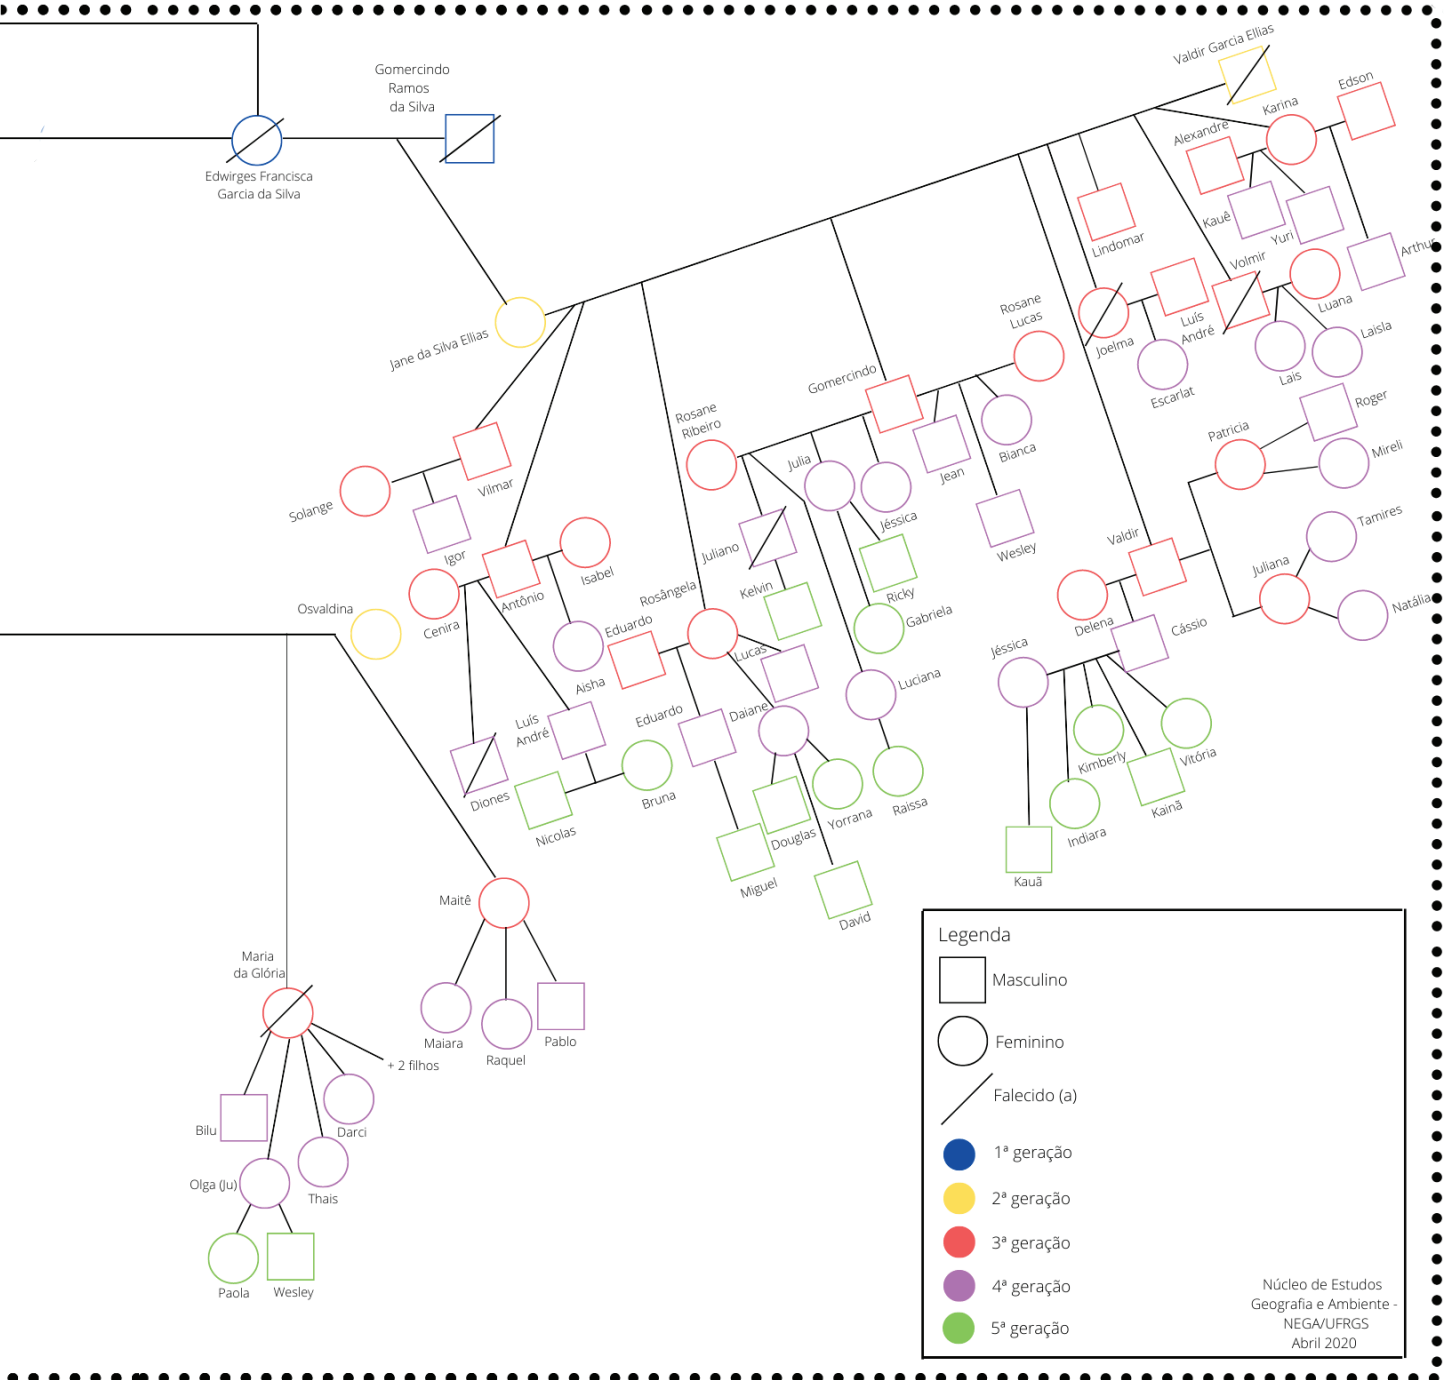 Gomercindo
Ramos
da Silva
Edwirges Francisca
Garcia da Silva
Valdir Garcia Ellias
Edson
Karina
Alexandre
Kauê
Yuri
Arthur
Lindomar
Volmir
Luana
Laisla
Lais
Luís
André
Joelma
Escarlat
Rosane
Lucas
Jane da Silva Ellias
Gomercindo
Rosane
Ribeiro
Jean
Bianca
Wesley
Julia
Jéssica
Roger
Patricia
Mireli
Tamires
Juliana
Natália
Valdir
Delena
Cássio
Jéssica
Kimberly
Vitória
Kainã
Indiara
Kauã
Solange
Vilmar
Igor
Isabel
Antônio
Cenira
Aisha
Luís
André
Diones
Nicolas
Bruna
Juliano
Kelvin
Ricky
Gabriela
Luciana
Raissa
Rosângela
Eduardo
Lucas
Eduardo
Daiane
Douglas
Yorrana
Miguel
David
Osvaldina
Maitê
Maiara
Raquel
Pablo
Maria
da Glória
+ 2 filhos
Bilu
Darci
Olga (Ju)
Thais
Paola
Wesley
Legenda
Masculino
Feminino
Falecido (a)
1ª geração
2ª geração
3ª geração
4ª geração
5ª geração
Núcleo de Estudos
Geografia e Ambiente -
NEGA/UFRGS
Abril 2020